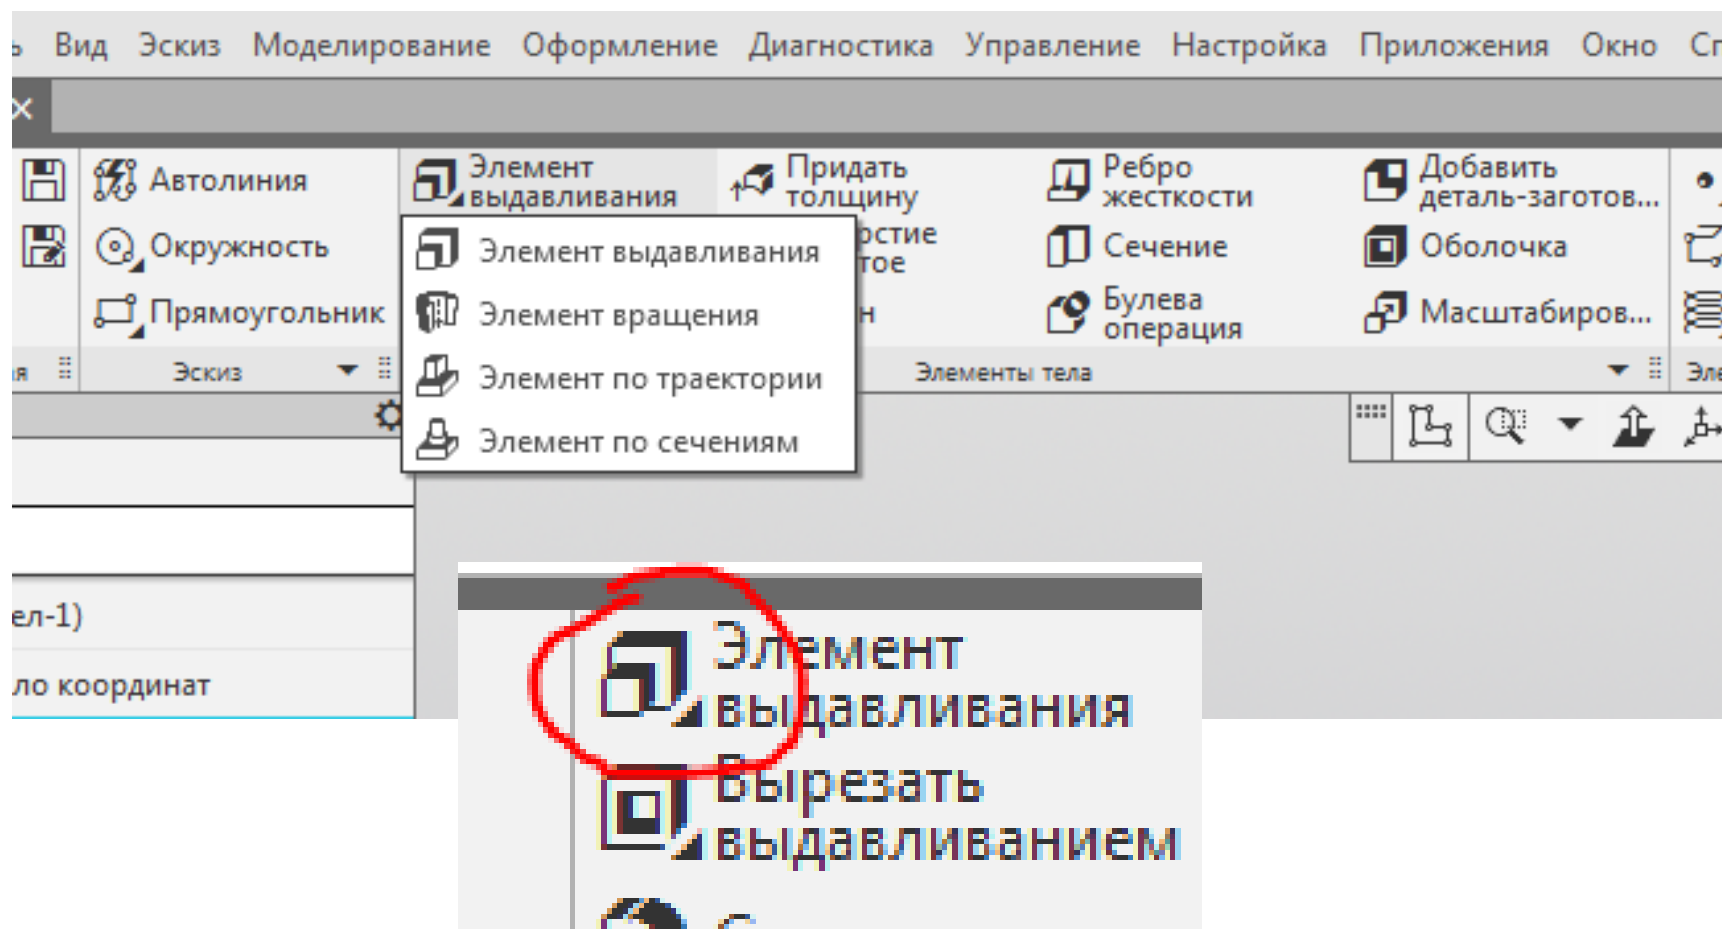 Вид Эскиз Моделирование Оформление Диагностика Управление Настройка Приложения Окно
Автолиния
Окружность
Прямоугольник
Эскиз
Элемент
выдавливания
Элемент выдавливания
Элемент вращения
Элемент по траектории
Элемент по сечениям
Придать
толщину
Ребро
жесткости
Сечение
Булева
операция
Добавить
деталь-заготов...
Оболочка
Масштабиров...
Элементы тела
ел-1)
ло координат
Элемент
выдавливания
Вырезать
выдавливанием